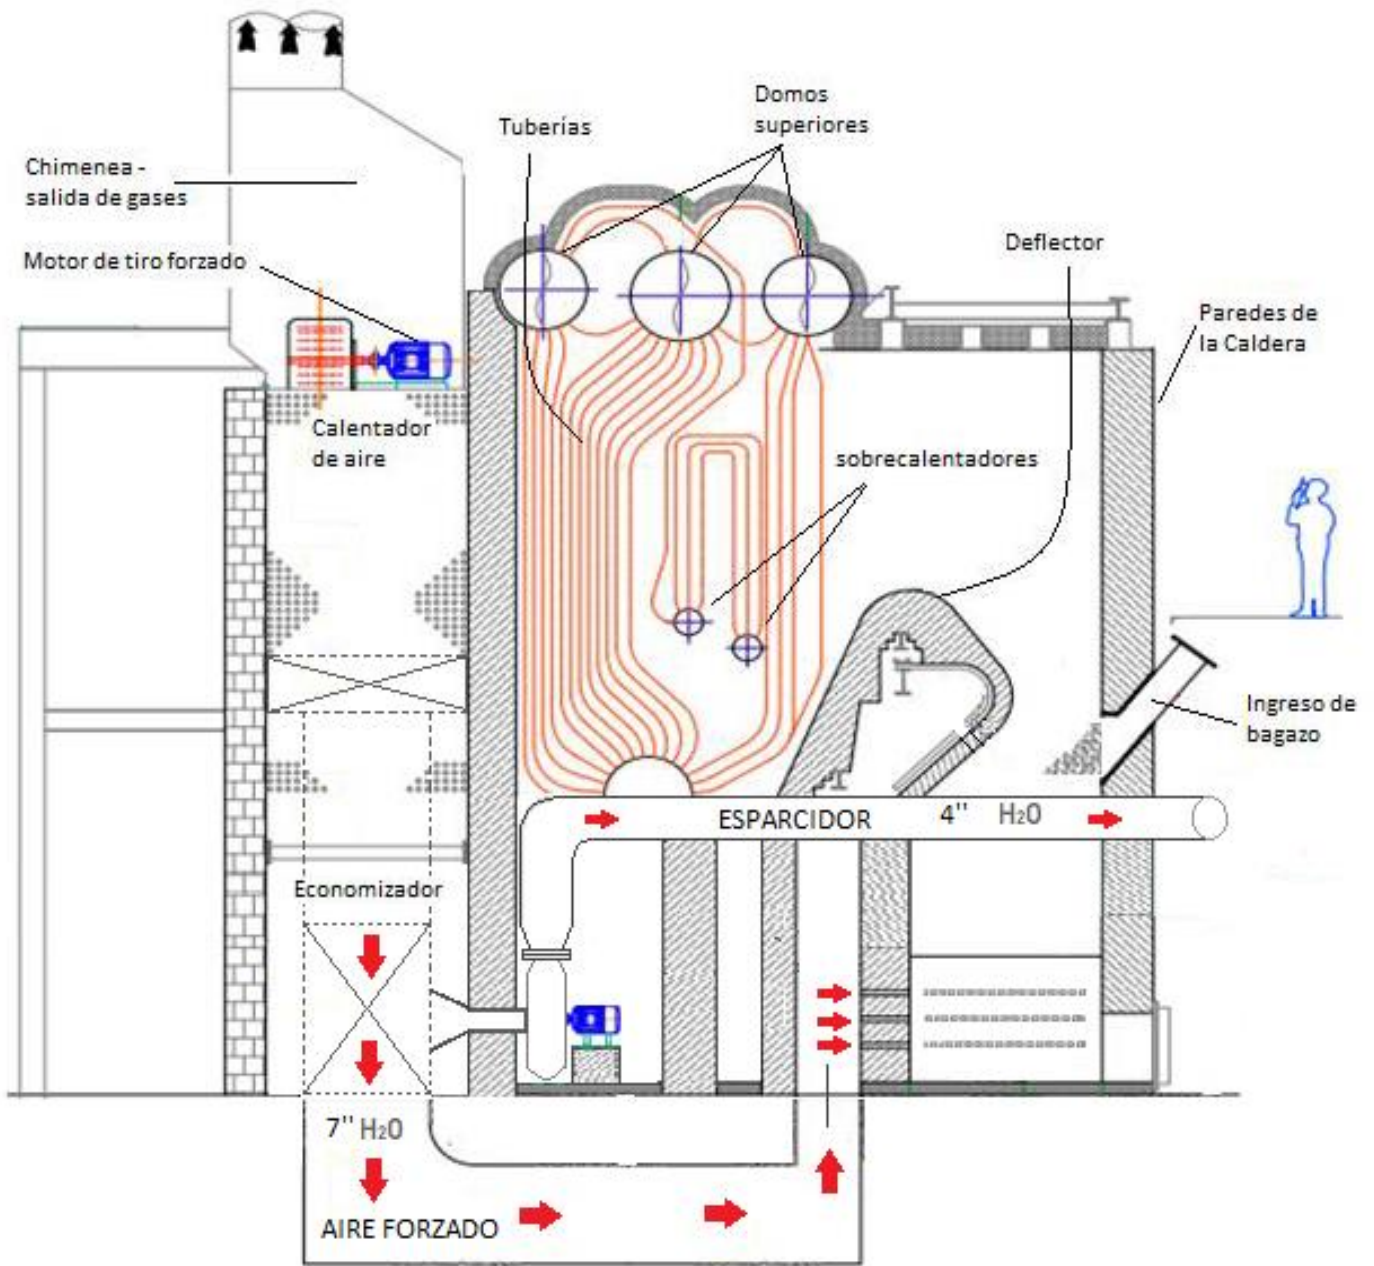 Domos
superiores
Tuberías
Chimenea -
salida de gases
Deflector
Motor de tiro forzado
Paredes de
la Caldera
Calentador
de aire
sobrecalentadores
Ingreso de
bagazo
ESPARCIDOR 4'' H2O
Economizador
7'' H2O
AIRE FORZADO